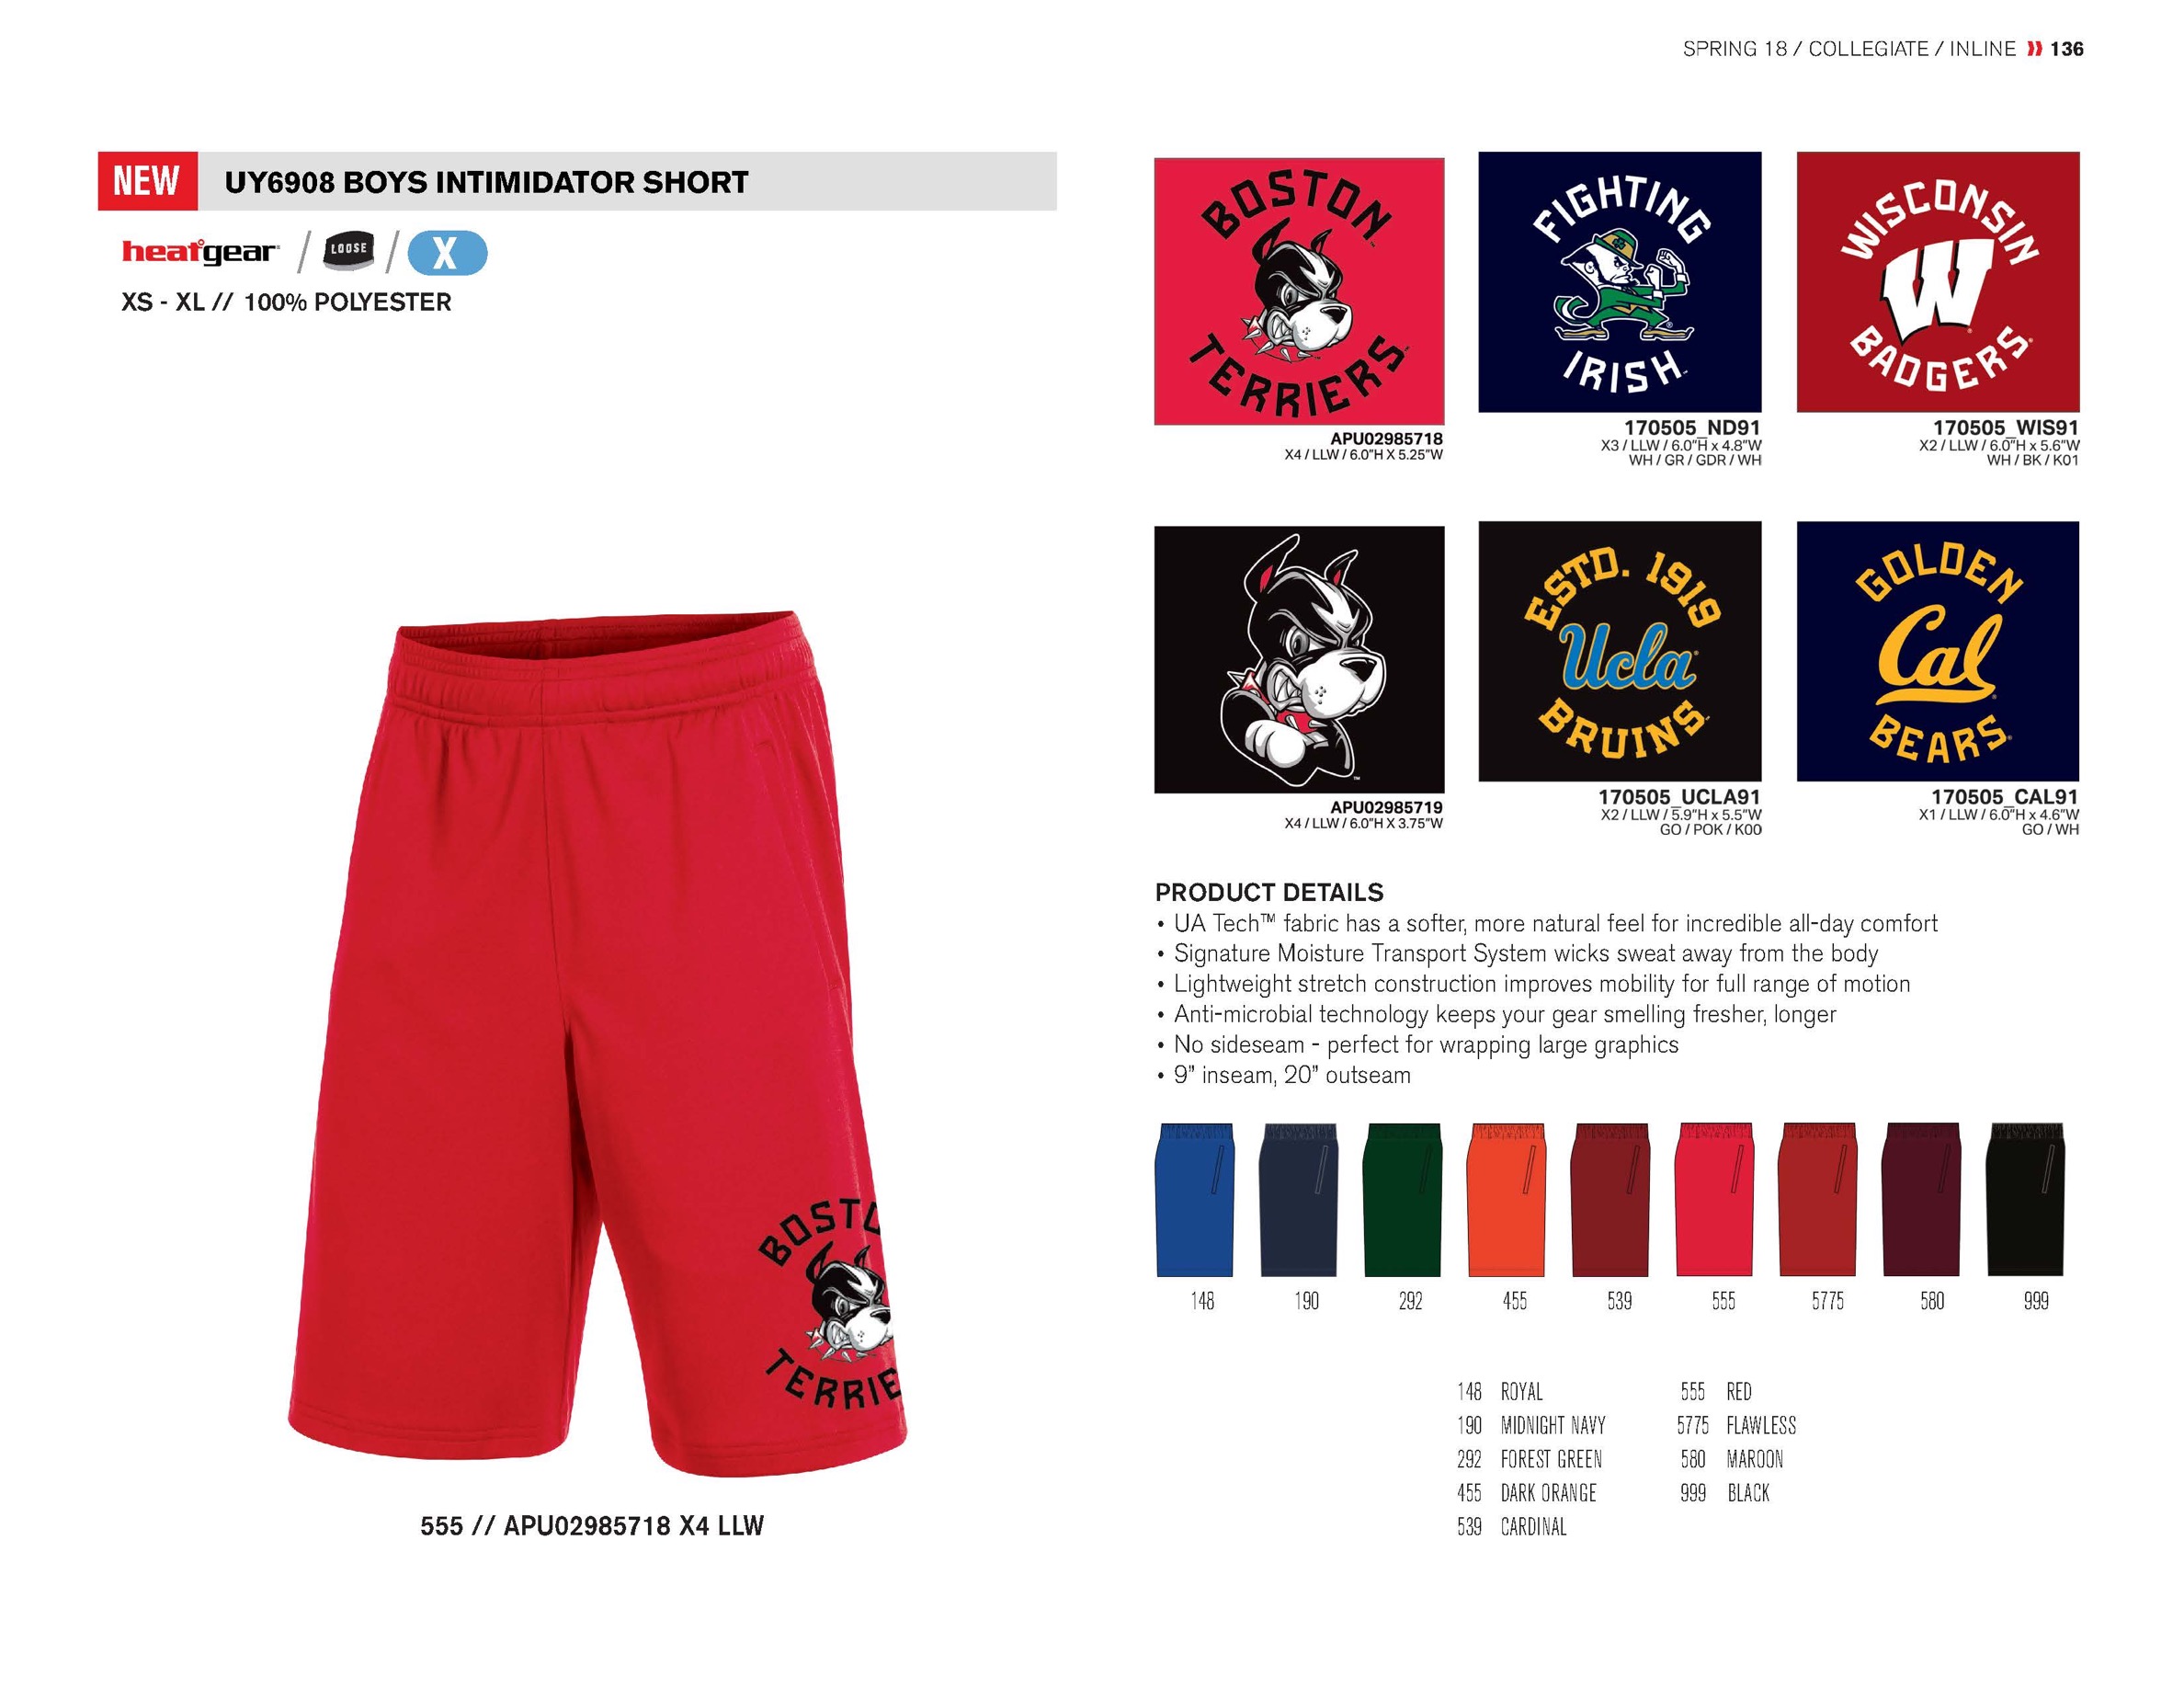 SPRING 18 / COLLEGIATE / INLINE 136
NEW UY6908 BOYS INTIMIDATOR SHORT
heatgear / LOOSE / X
XS - XL // 100% POLYESTER
BOSTON
TERRIERS
APU02985718
X4 / LLW / 6.0"H X 5.25"W
FIGHTING
IRISH
170505_ND91
X3 / LLW / 6.0"H x 4.8"W
WH / GR / GDR / WH
WISCONSIN
W
BADGERS
170505_WIS91
X2 / LLW / 6.0"H x 5.6"W
WH / BK / K01
APU02985719
X4 / LLW / 6.0"H X 3.75"W
ESTD. 1919
Ucla
BRUINS
170505_UCLA91
X2 / LLW / 5.9"H x 5.5"W
GO / POK / K00
GOLDEN
Cal
BEARS
170505_CAL91
X1 / LLW / 6.0"H x 4.6"W
GO / WH
BOSTO
TERRIE
555 // APU02985718 X4 LLW
PRODUCT DETAILS
• UA Tech™ fabric has a softer, more natural feel for incredible all-day comfort
• Signature Moisture Transport System wicks sweat away from the body
• Lightweight stretch construction improves mobility for full range of motion
• Anti-microbial technology keeps your gear smelling fresher, longer
• No sideseam - perfect for wrapping large graphics
• 9" inseam, 20" outseam
148 190 292 455 539 555 5775 580 999
148 ROYAL
190 MIDNIGHT NAVY
292 FOREST GREEN
455 DARK ORANGE
539 CARDINAL
555 RED
5775 FLAWLESS
580 MAROON
999 BLACK